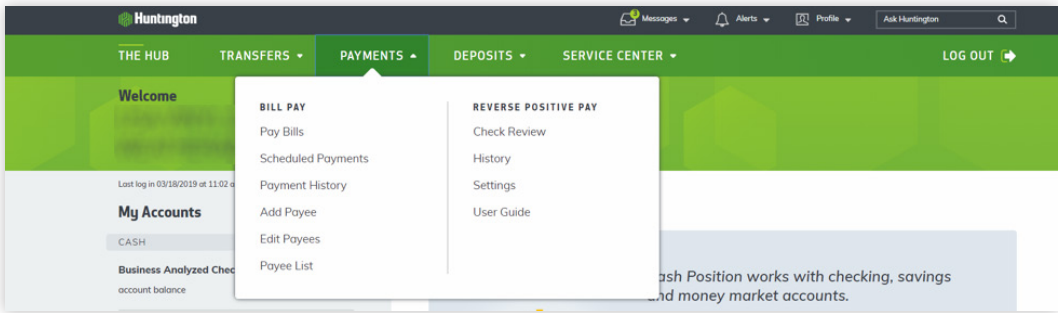 Huntington
3 Messages Alerts Profile Ask Huntington
THE HUB TRANSFERS PAYMENTS DEPOSITS SERVICE CENTER LOG OUT
Welcome
BILL PAY
Pay Bills
Scheduled Payments
Payment History
Add Payee
Edit Payees
Payee List
REVERSE POSITIVE PAY
Check Review
History
Settings
User Guide
Last log in 03/18/2019 at 11:02
My Accounts
CASH
Business Analyzed
account balance
Position works with checking, savings
money market accounts.